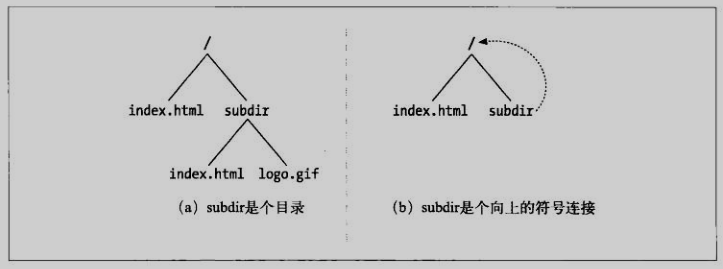 /
index.html subdir
index.html logo.gif
(a) subdir是个目录
/
index.html subdir
(b) subdir是个向上的符号连接